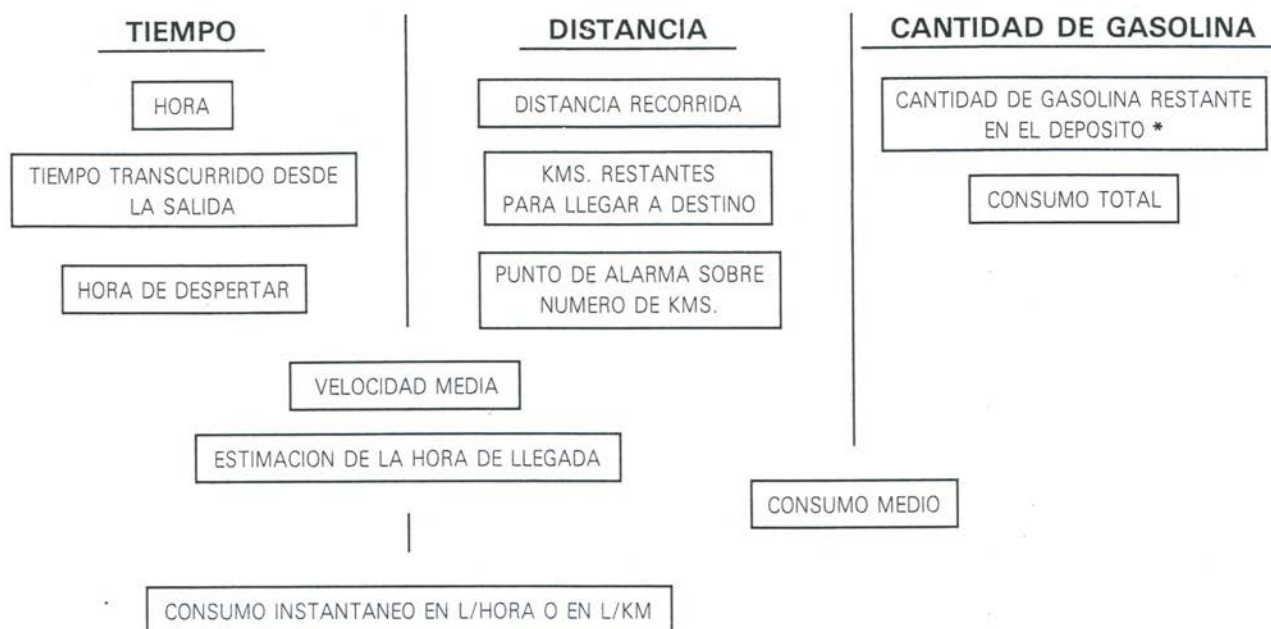 TIEMPO
DISTANCIA
CANTIDAD DE GASOLINA
HORA
DISTANCIA RECORRIDA
CANTIDAD DE GASOLINA RESTANTE
EN EL DEPOSITO *
TIEMPO TRANSCURRIDO DESDE
LA SALIDA
KMS. RESTANTES
PARA LLEGAR A DESTINO
CONSUMO TOTAL
HORA DE DESPERTAR
PUNTO DE ALARMA SOBRE
NUMERO DE KMS.
VELOCIDAD MEDIA
ESTIMACION DE LA HORA DE LLEGADA
CONSUMO MEDIO
CONSUMO INSTANTANEO EN L/HORA O EN L/KM